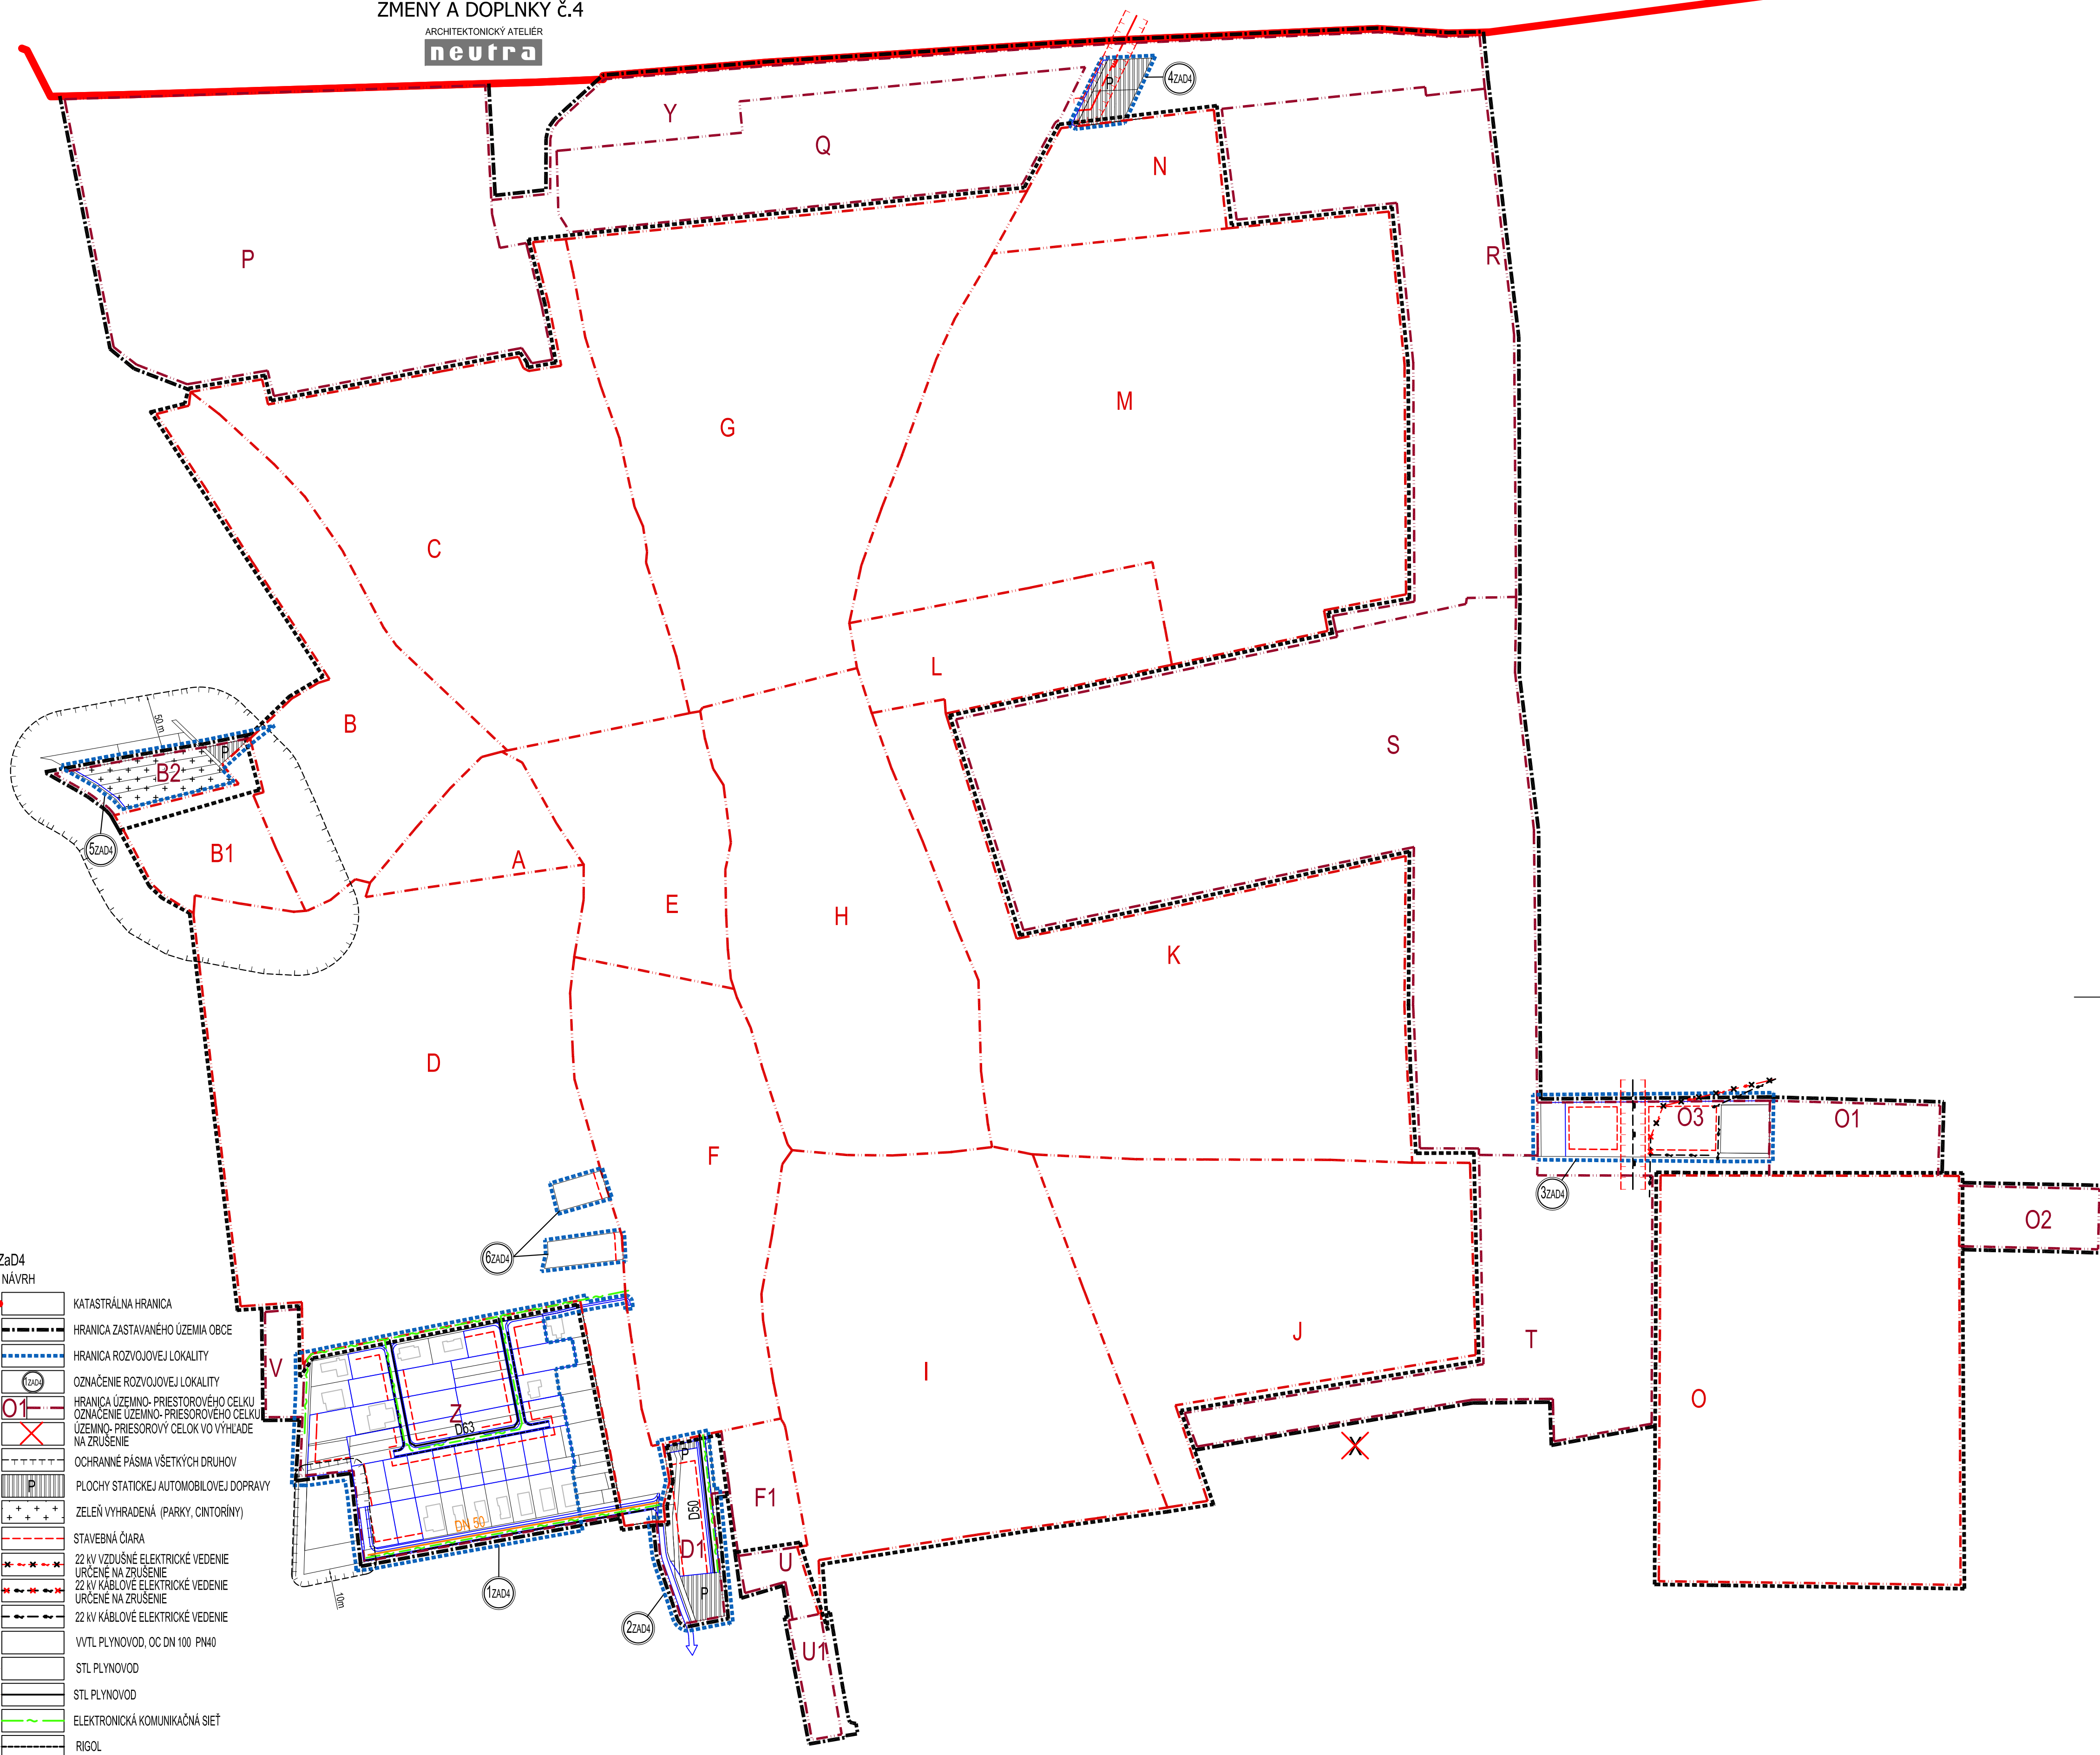 ZMENY A DOPLNKY č.4
ARCHITEKTONICKÝ ATELIÉR
neutra
P
4ZAD4
Y
Q
N
P
R
G
M
C
L
B
S
50 m
P
B2
5ZAD4
B1
A
E
H
K
D
O3
O1
F
3ZAD4
O2
6ZAD4
J
T
V
I
O
Z
D63
X
P
D50
F1
DN 50
D1
U
P
10m
1ZAD4
2ZAD4
U1
ZaD4
NÁVRH
KATASTRÁLNA HRANICA
HRANICA ZASTAVANÉHO ÚZEMIA OBCE
HRANICA ROZVOJOVEJ LOKALITY
1ZAD4 OZNAČENIE ROZVOJOVEJ LOKALITY
O1 HRANICA ÚZEMNO- PRIESTOROVÉHO CELKU
OZNAČENIE ÚZEMNO- PRIESOROVÉHO CELKU
ÚZEMNO- PRIESOROVÝ CELOK VO VÝHĽADE
NA ZRUŠENIE
OCHRANNÉ PÁSMA VŠETKÝCH DRUHOV
P PLOCHY STATICKEJ AUTOMOBILOVEJ DOPRAVY
ZELEŇ VYHRADENÁ (PARKY, CINTORÍNY)
STAVEBNÁ ČIARA
22 kV VZDUŠNÉ ELEKTRICKÉ VEDENIE
URČENÉ NA ZRUŠENIE
22 kV KÁBLOVÉ ELEKTRICKÉ VEDENIE
URČENÉ NA ZRUŠENIE
22 kV KÁBLOVÉ ELEKTRICKÉ VEDENIE
VVTL PLYNOVOD, OC DN 100 PN40
STL PLYNOVOD
STL PLYNOVOD
ELEKTRONICKÁ KOMUNIKAČNÁ SIEŤ
RIGOL